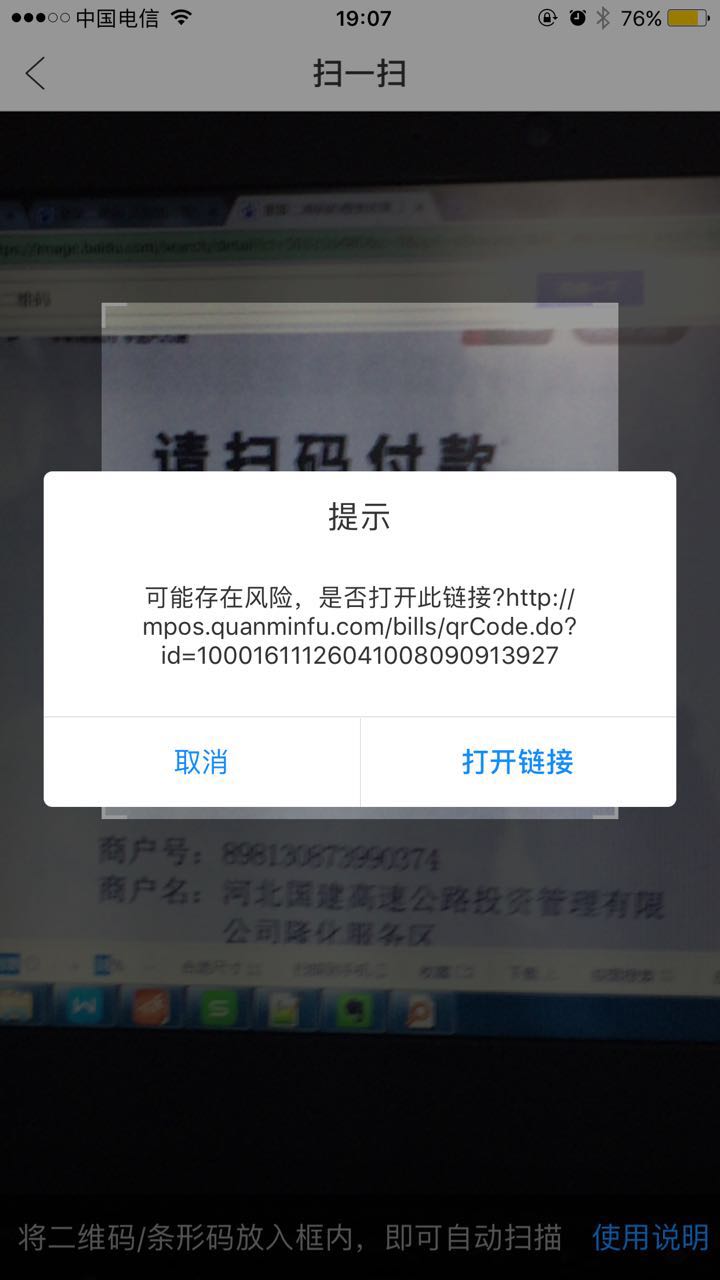 中国电信
19:07
76%
扫一扫
二维码
请扫码付款
提示
可能存在风险，是否打开此链接?http://
mpos.quanminfu.com/bills/qrCode.do?
id=10001611126041008090913927
取消
打开链接
商户号：898130873990374
商户名：河北国建高速公路投资管理有限
公司隆化服务区
将二维码/条形码放入框内，即可自动扫描
使用说明